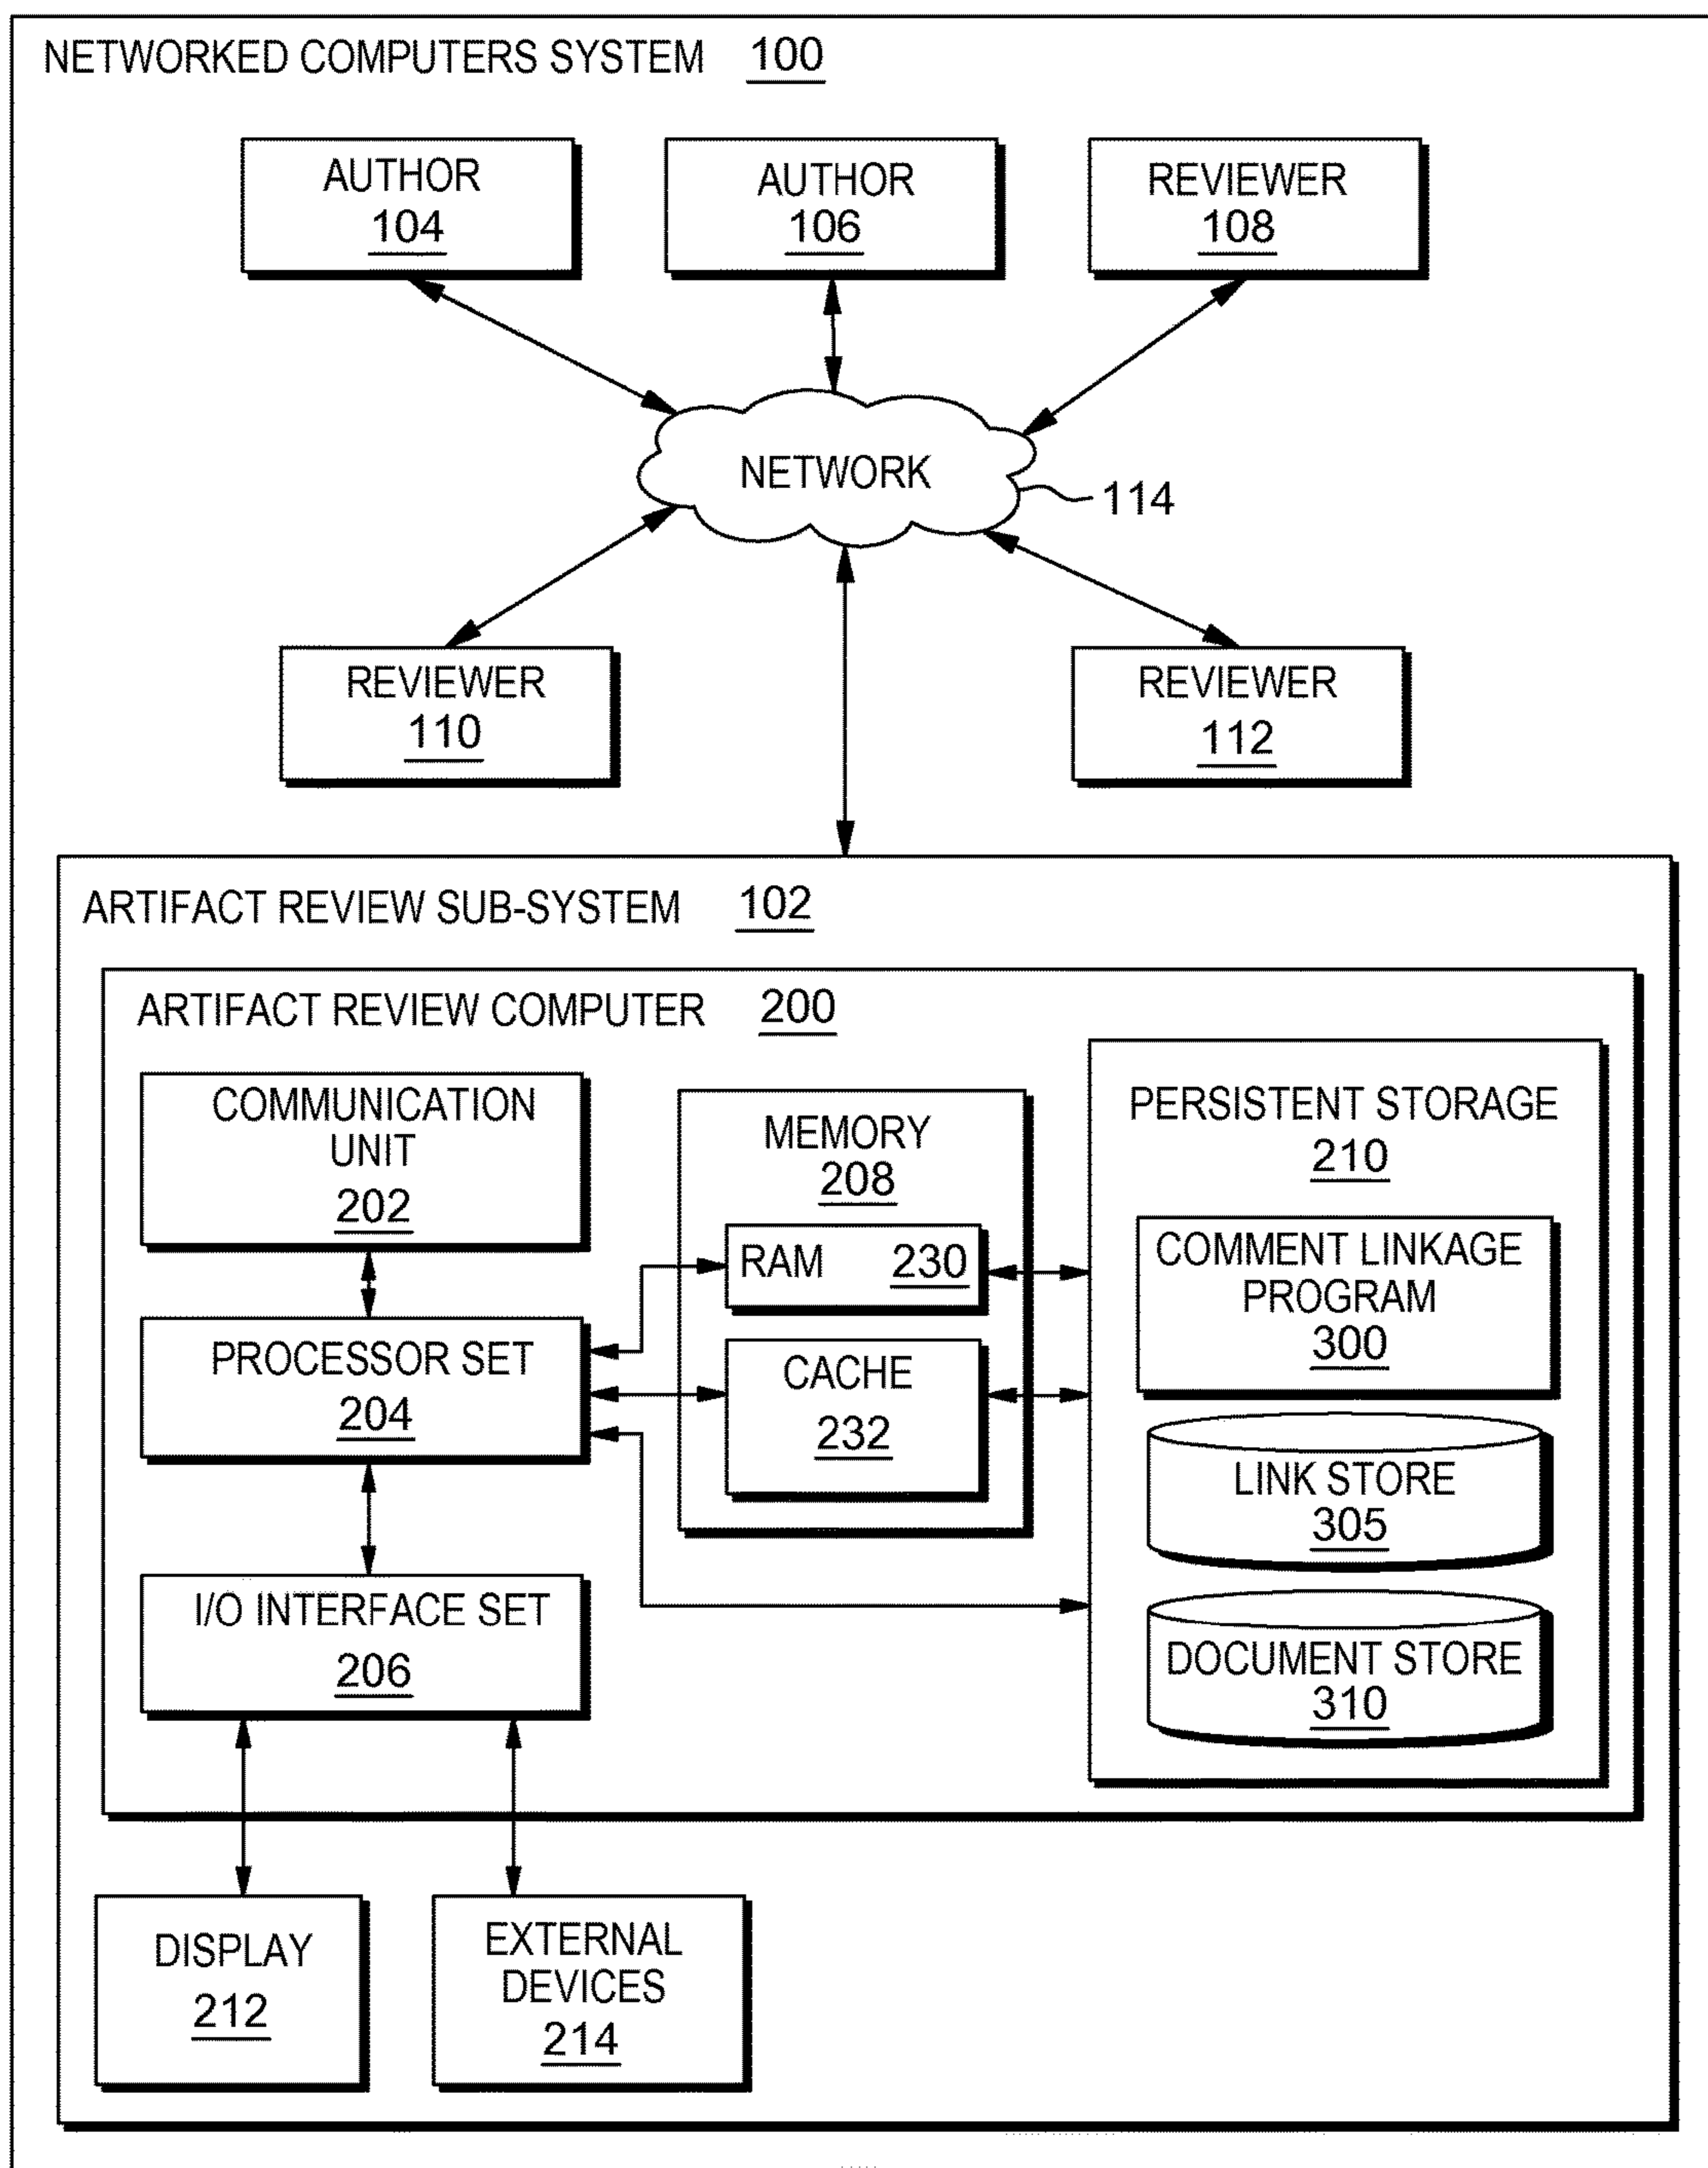 NETWORKED COMPUTERS SYSTEM 100
AUTHOR
104
AUTHOR
106
REVIEWER
108
NETWORK
114
REVIEWER
110
REVIEWER
112
ARTIFACT REVIEW SUB-SYSTEM 102
ARTIFACT REVIEW COMPUTER 200
COMMUNICATION
UNIT
202
PROCESSOR SET
204
I/O INTERFACE SET
206
MEMORY
208
RAM 230
CACHE
232
PERSISTENT STORAGE
210
COMMENT LINKAGE
PROGRAM
300
LINK STORE
305
DOCUMENT STORE
310
DISPLAY
212
EXTERNAL
DEVICES
214